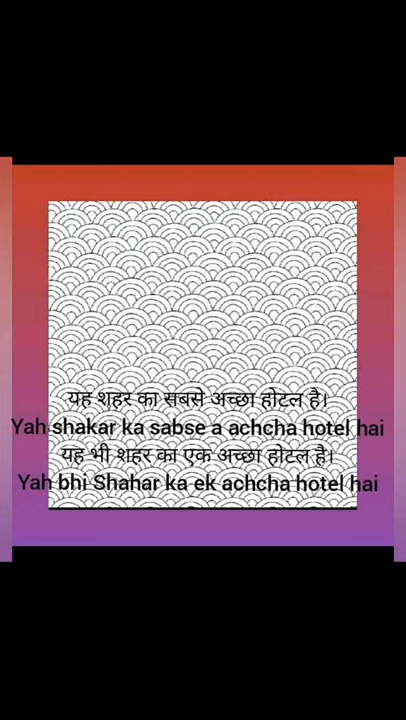 यह शहर का सबसे अच्छा होटल है।
Yah shakar ka sabse a achcha hotel hai
यह भी शहर का एक अच्छा होटल है।
Yah bhi Shahar ka ek achcha hotel hai